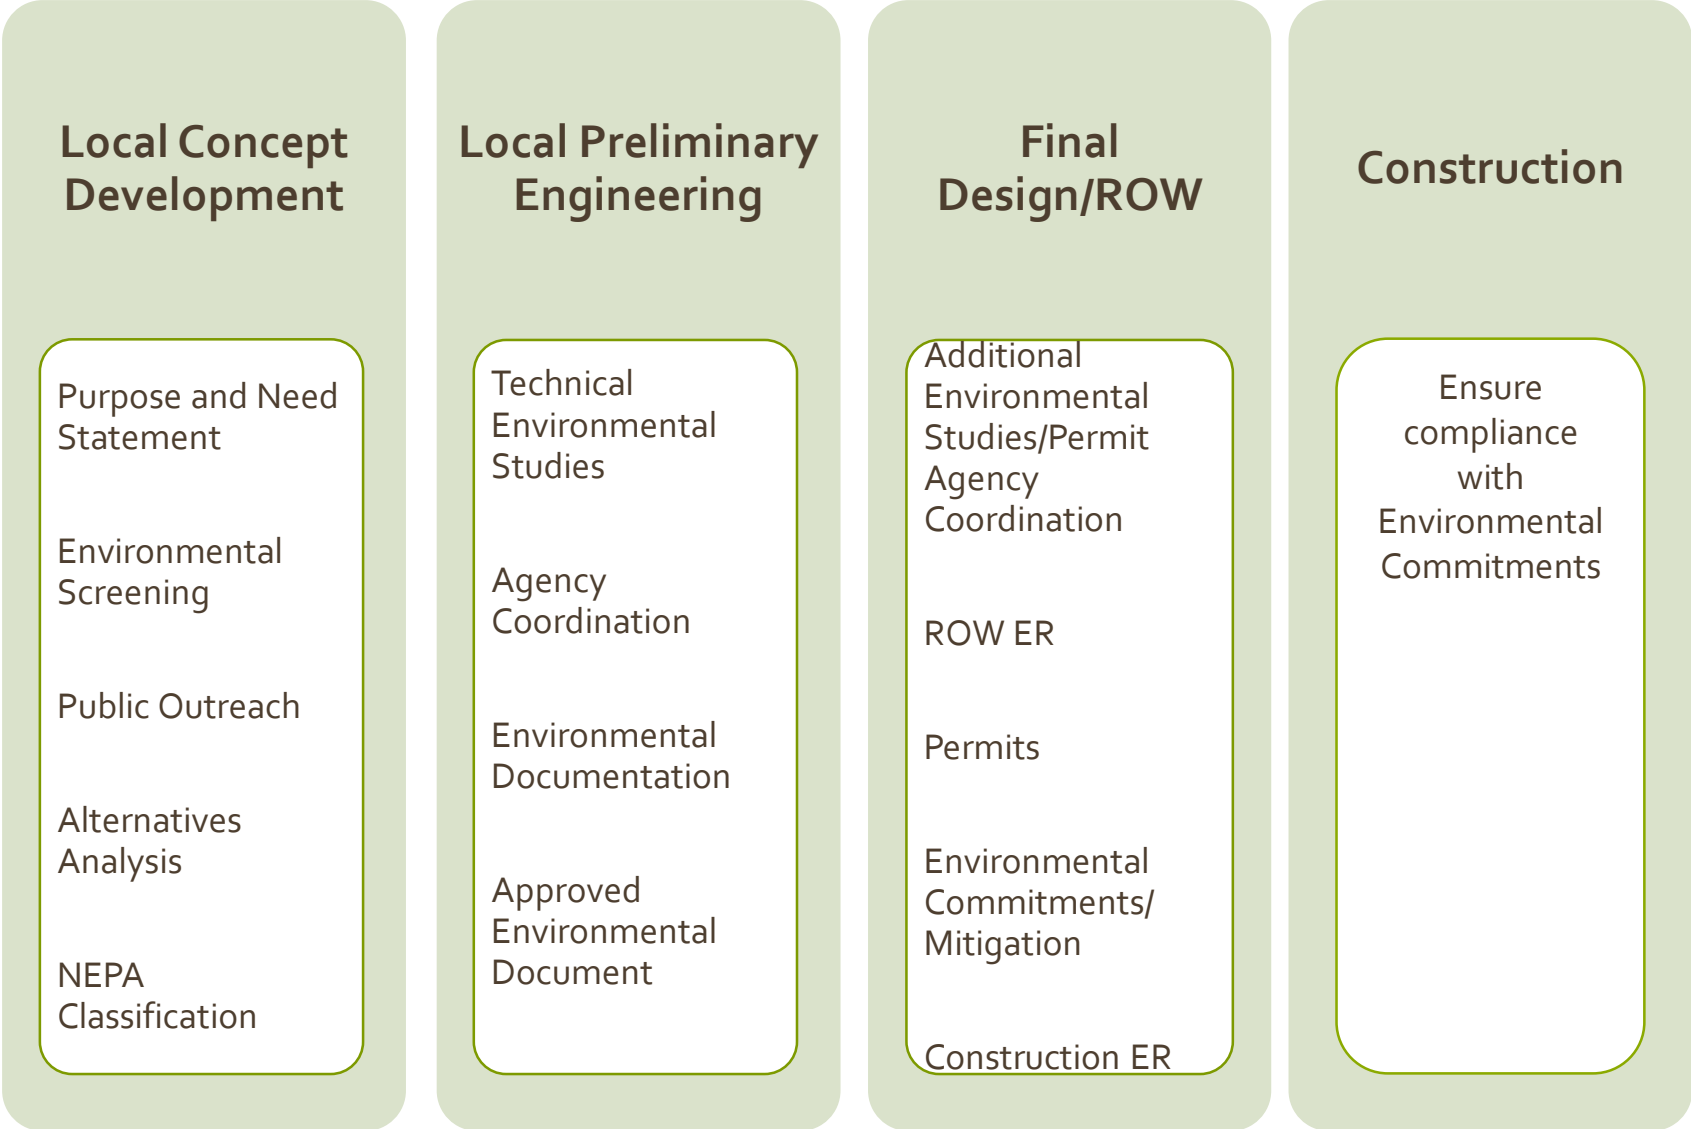 Local Concept
Development
Purpose and Need
Statement
Environmental
Screening
Public Outreach
Alternatives
Analysis
NEPA
Classification
Local Preliminary
Engineering
Technical
Environmental
Studies
Agency
Coordination
Environmental
Documentation
Approved
Environmental
Document
Final
Design/ROW
Additional
Environmental
Studies/Permit
Agency
Coordination
ROW ER
Permits
Environmental
Commitments/
Mitigation
Construction ER
Construction
Ensure
compliance
with
Environmental
Commitments